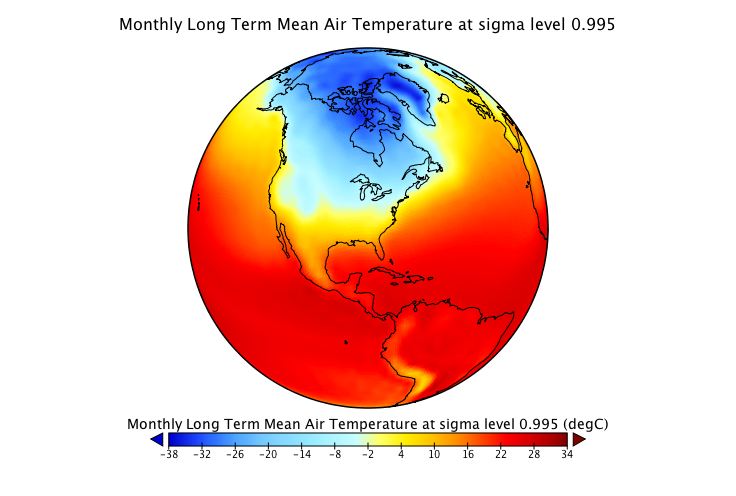 Monthly Long Term Mean Air Temperature at sigma level 0.995
Monthly Long Term Mean Air Temperature at sigma level 0.995 (degC)
-38 -32 -26 -20 -14 -8 -2 4 10 16 22 28 34